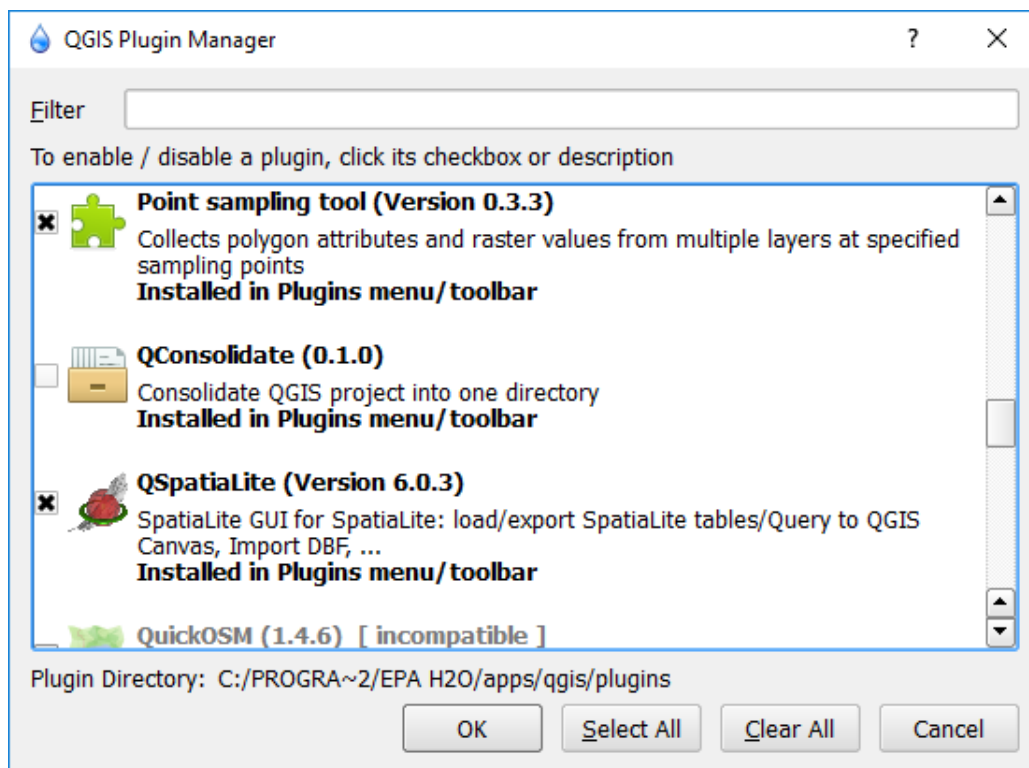 QGIS Plugin Manager
?
Filter
To enable / disable a plugin, click its checkbox or description
Point sampling tool (Version 0.3.3)
Collects polygon attributes and raster values from multiple layers at specified
sampling points
Installed in Plugins menu/toolbar
QConsolidate (0.1.0)
Consolidate QGIS project into one directory
Installed in Plugins menu/toolbar
QSpatiaLite (Version 6.0.3)
SpatiaLite GUI for SpatiaLite: load/export SpatiaLite tables/Query to QGIS
Canvas, Import DBF, ...
Installed in Plugins menu/toolbar
QuickOSM (1.4.6)  [ incompatible ]
Plugin Directory: C:/PROGRA~2/EPA H2O/apps/qgis/plugins
OK Select All Clear All Cancel